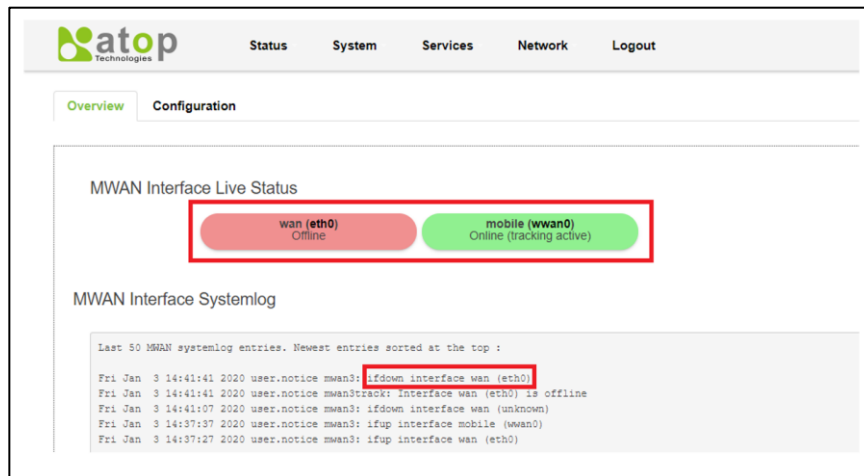 atop
Technologies
Status System Services Network Logout
Overview Configuration
MWAN Interface Live Status
wan (eth0)
Offline
mobile (wwan0)
Online (tracking active)
MWAN Interface Systemlog
Last 50 MWAN systemlog entries. Newest entries sorted at the top :
Fri Jan  3 14:41:41 2020 user.notice mwan3: ifdown interface wan (eth0)
Fri Jan  3 14:41:41 2020 user.notice mwan3track: Interface wan (eth0) is offline
Fri Jan  3 14:41:07 2020 user.notice mwan3: ifdown interface wan (unknown)
Fri Jan  3 14:37:37 2020 user.notice mwan3: ifup interface mobile (wwan0)
Fri Jan  3 14:37:27 2020 user.notice mwan3: ifup interface wan (eth0)